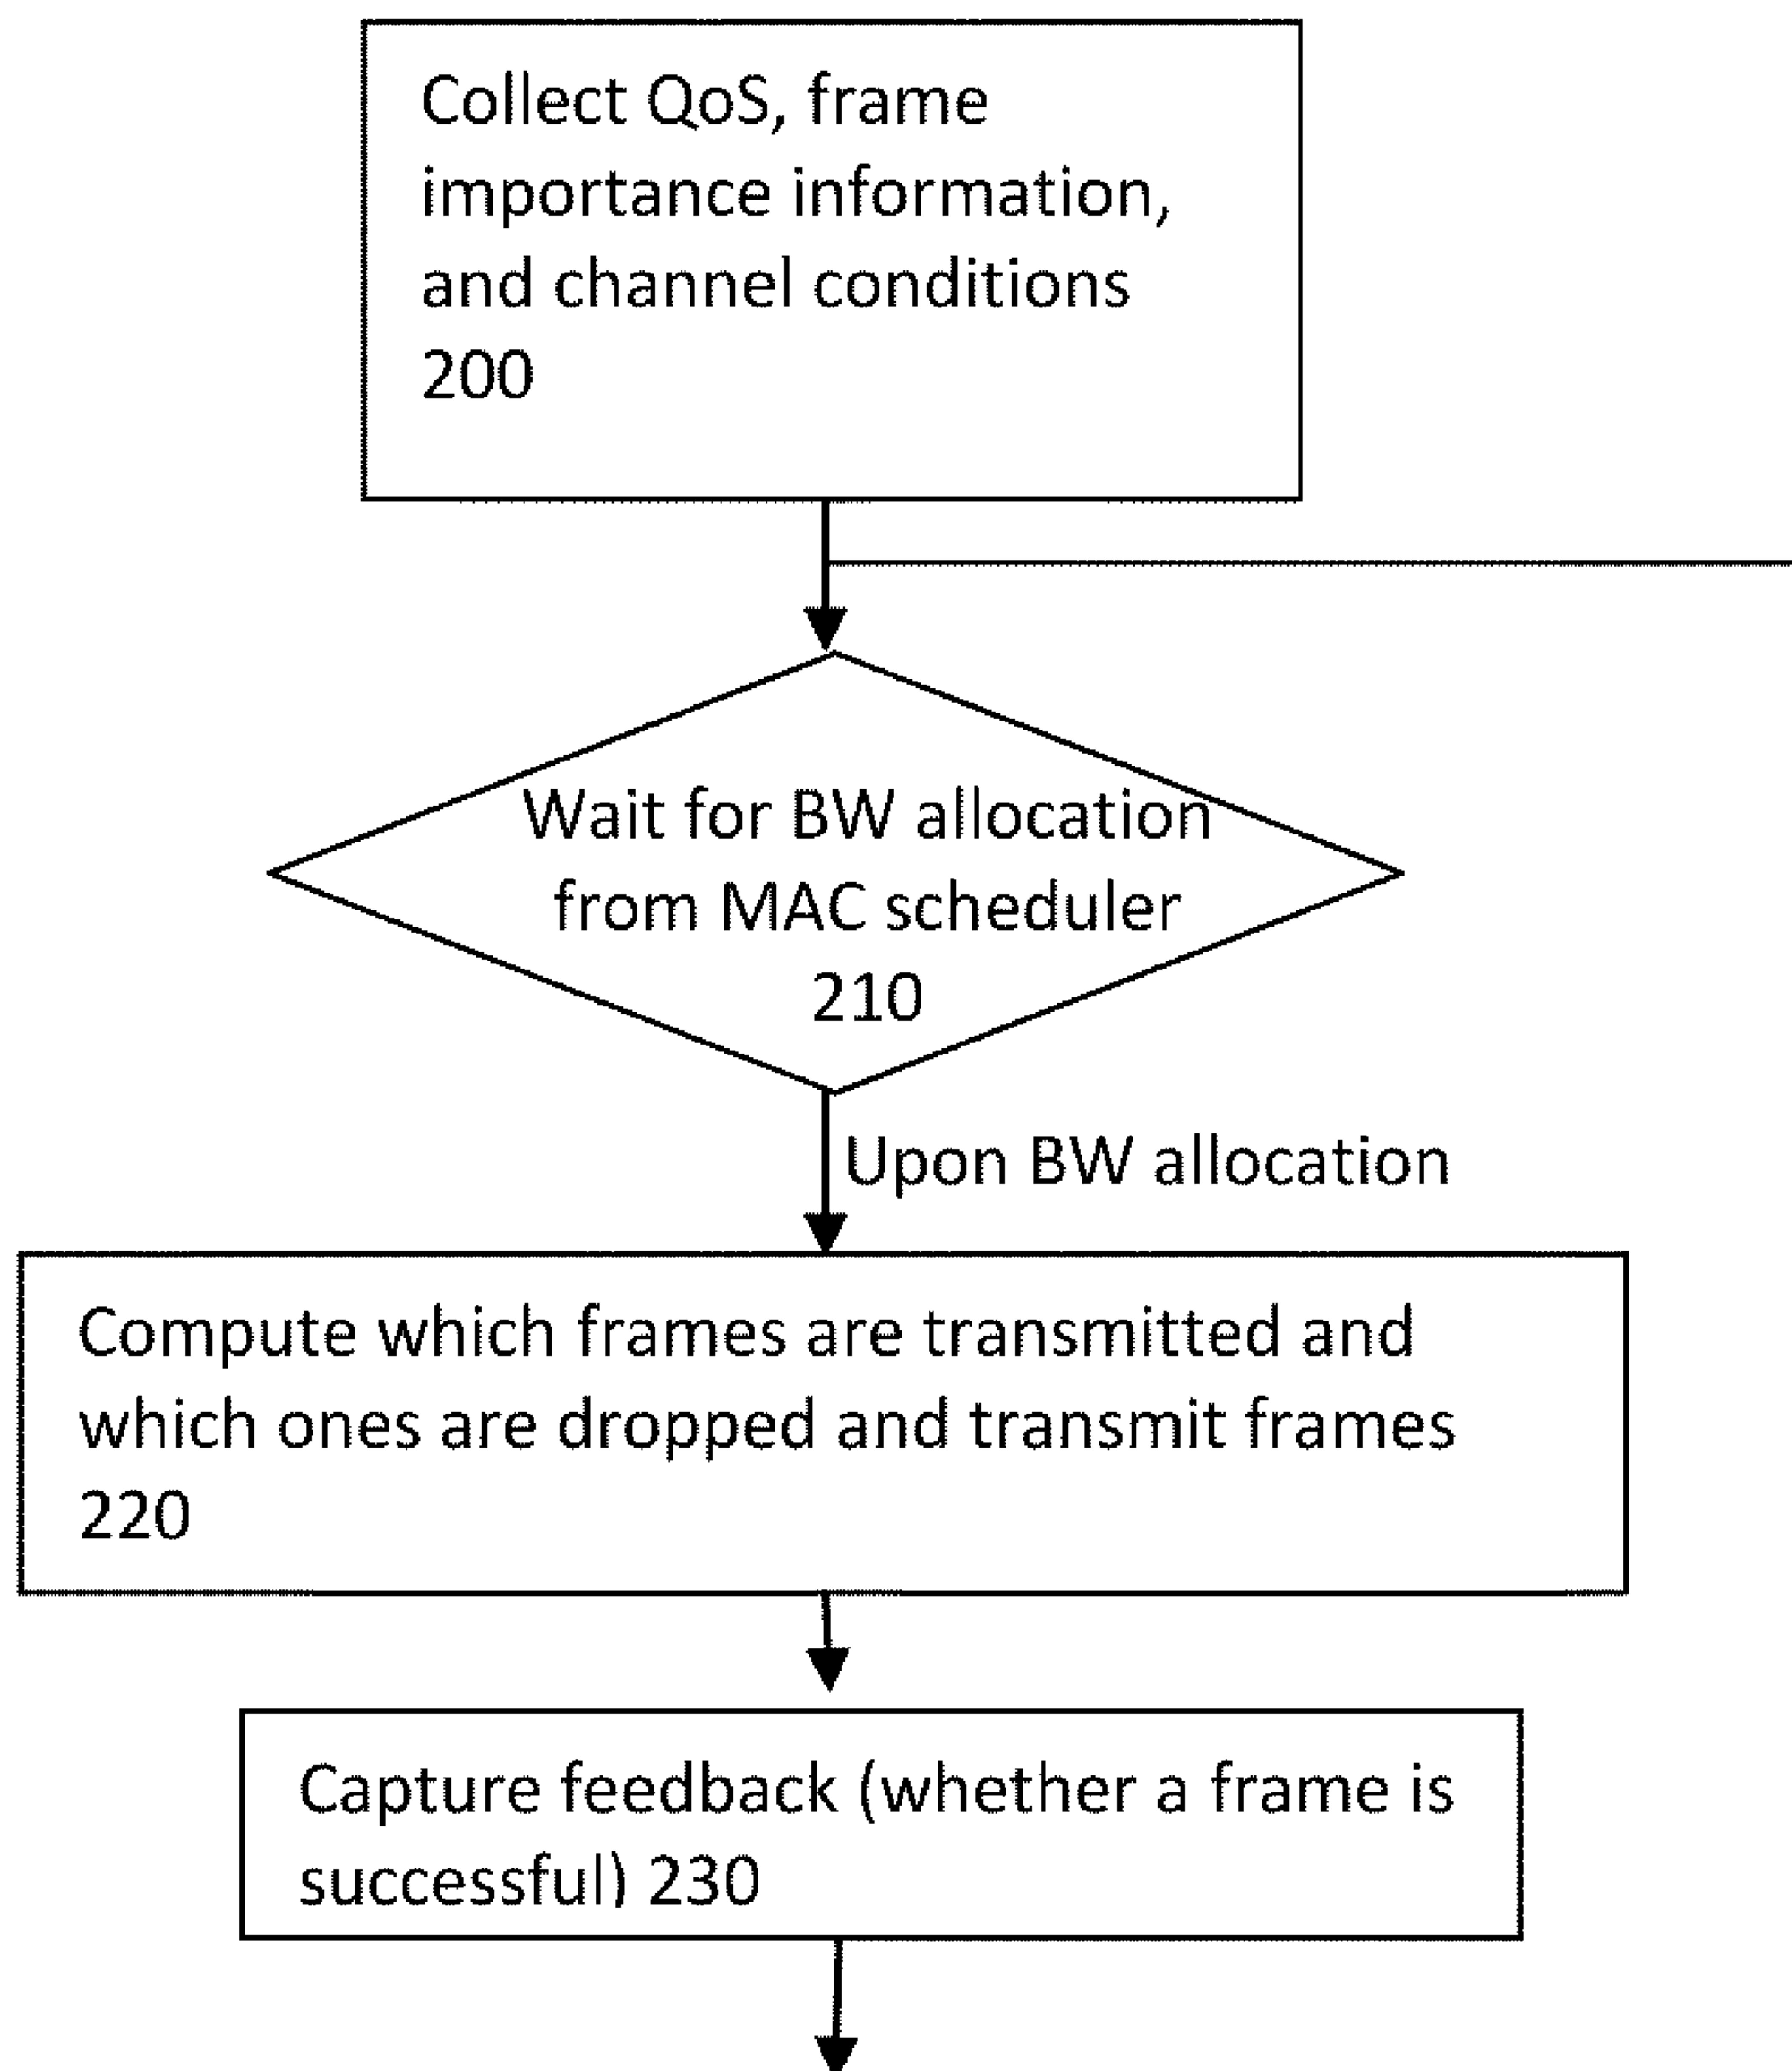 Collect QoS, frame
importance information,
and channel conditions
200
Wait for BW allocation
from MAC scheduler
210
Upon BW allocation
Compute which frames are transmitted and
which ones are dropped and transmit frames
220
Capture feedback (whether a frame is
successful) 230